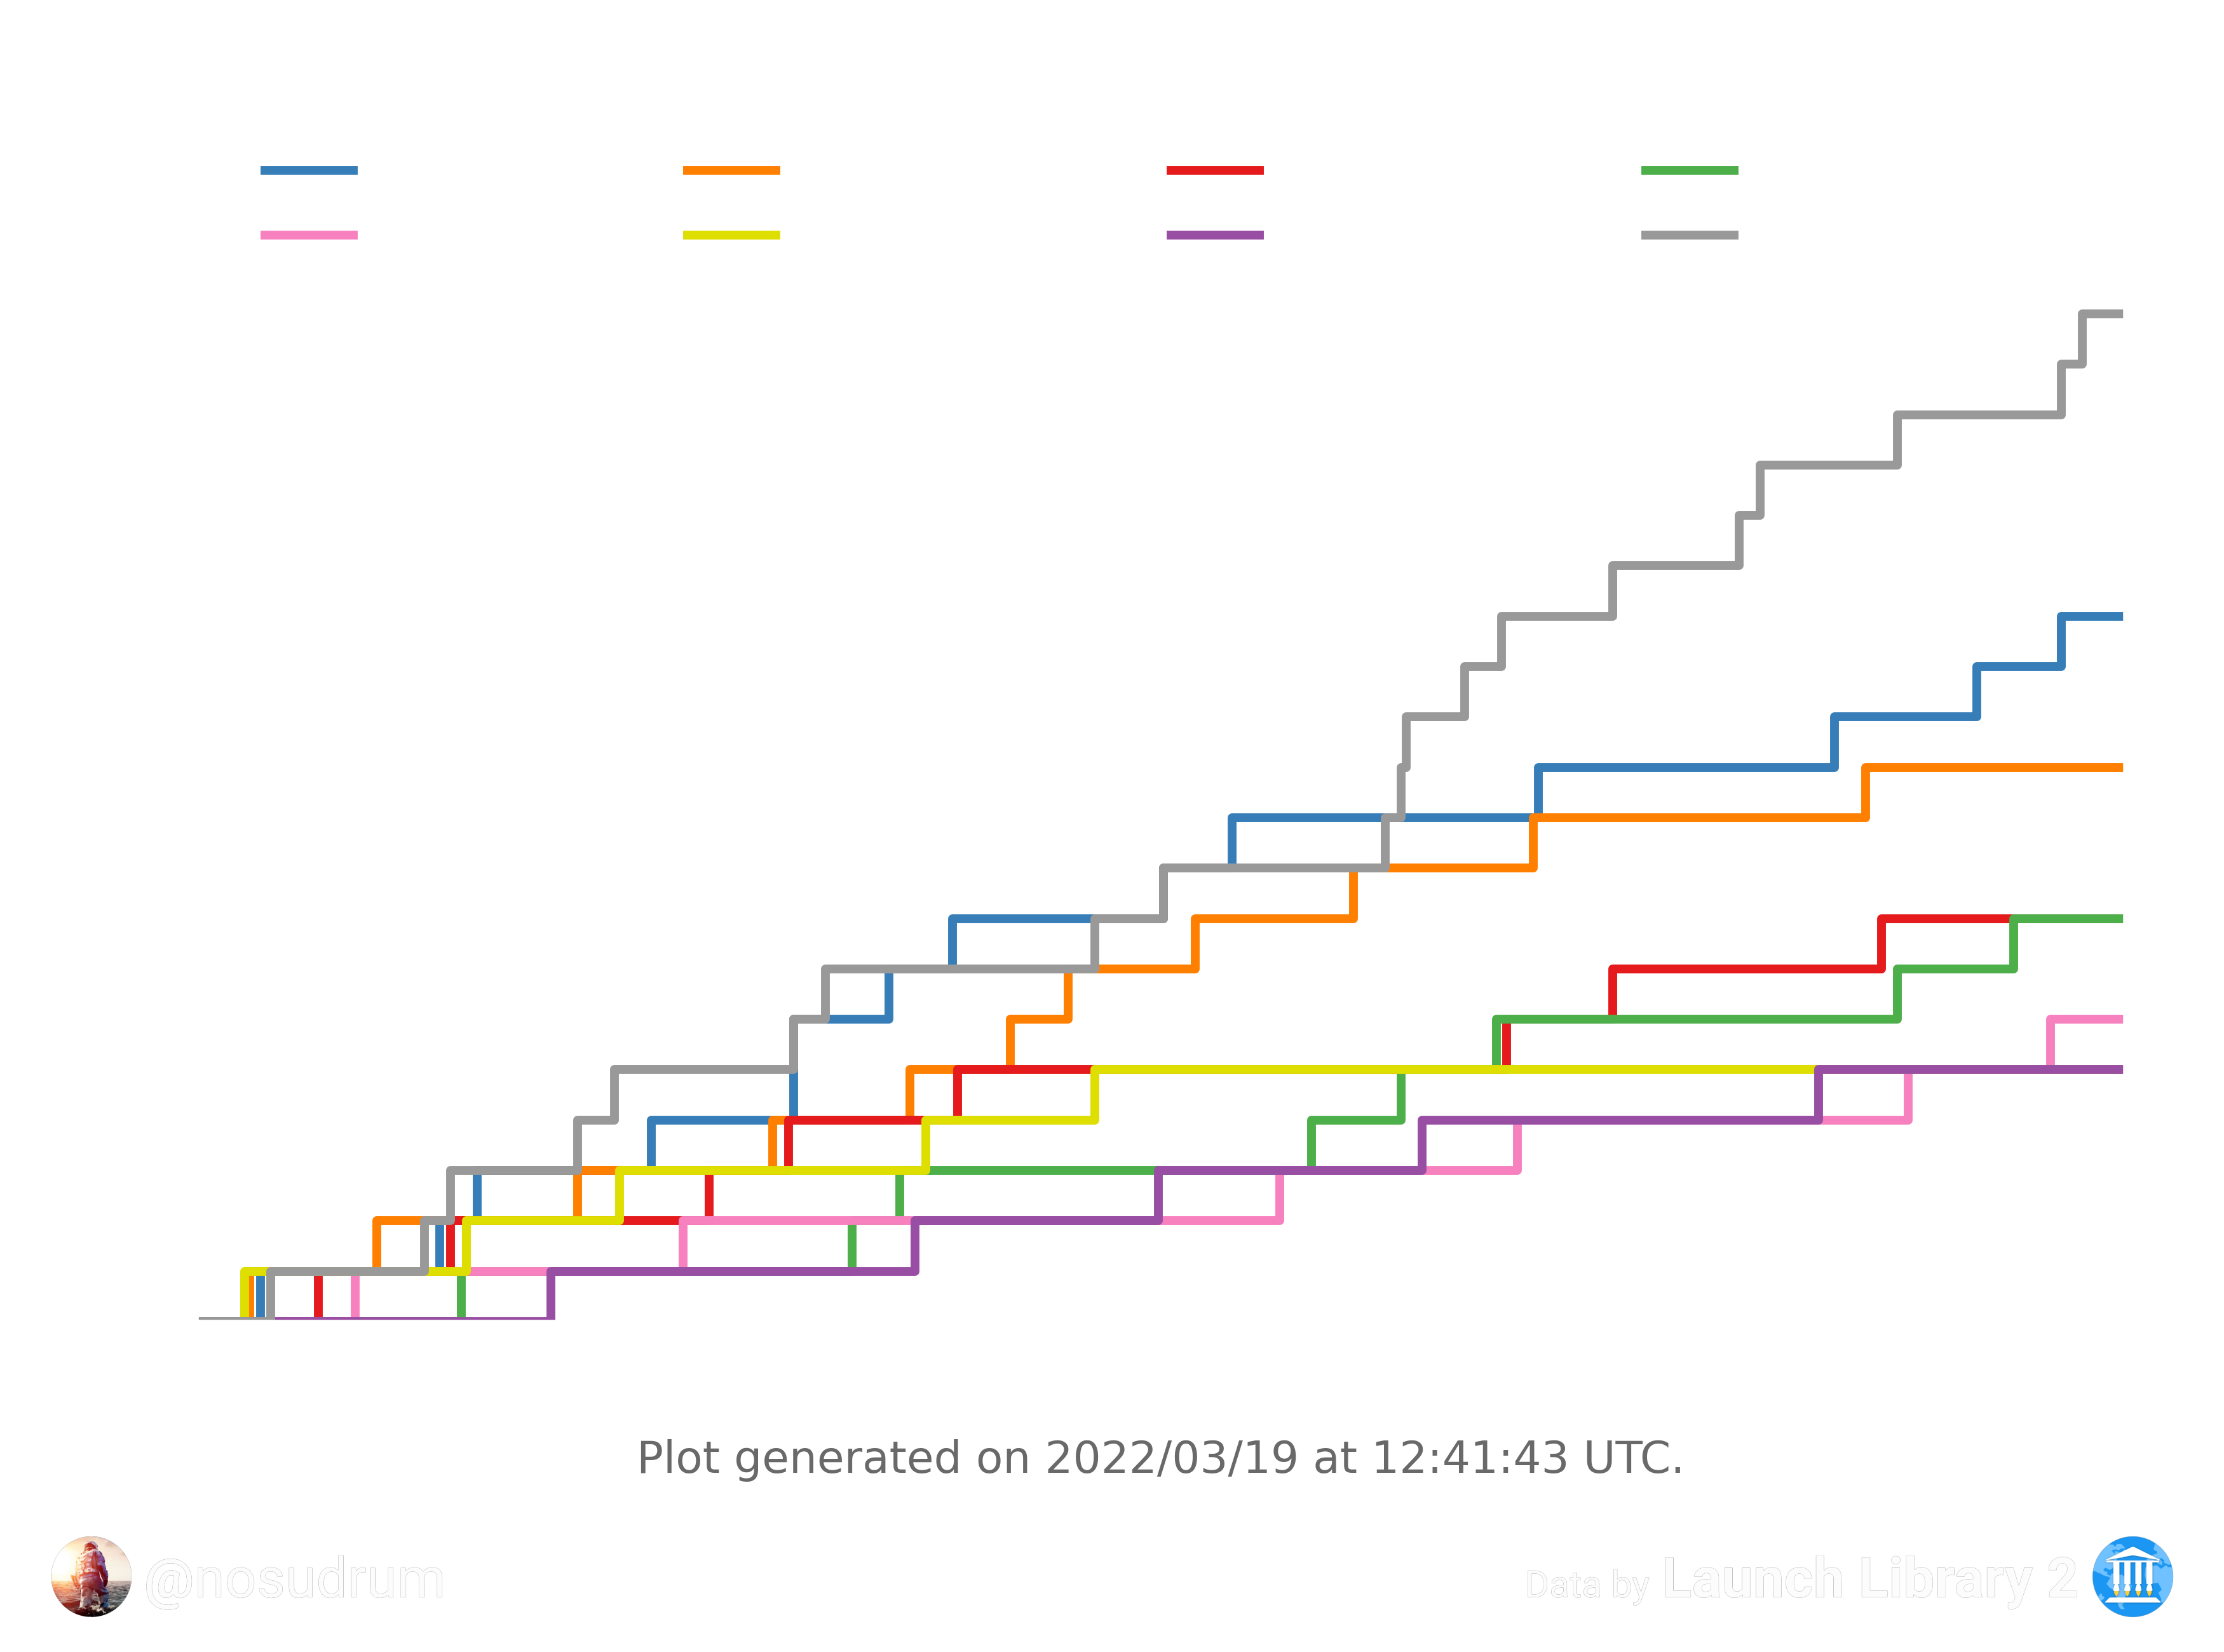 Plot generated on 2022/03/19 at 12:41:43 UTC.
@nosudrum
Data by Launch Library 2